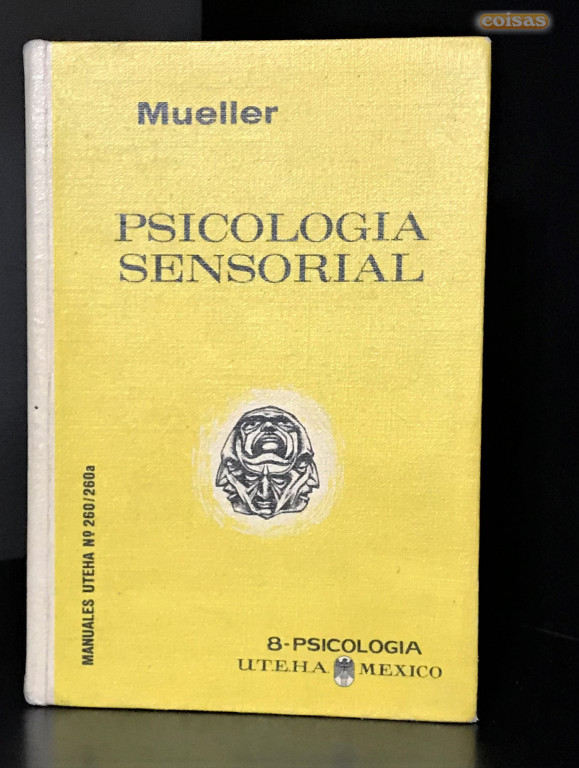 coisas
Mueller
PSICOLOGIA
SENSORIAL
MANUALES UTEHA Nº 260/260a
8-PSICOLOGIA
U.T.E.H.A. MEXICO